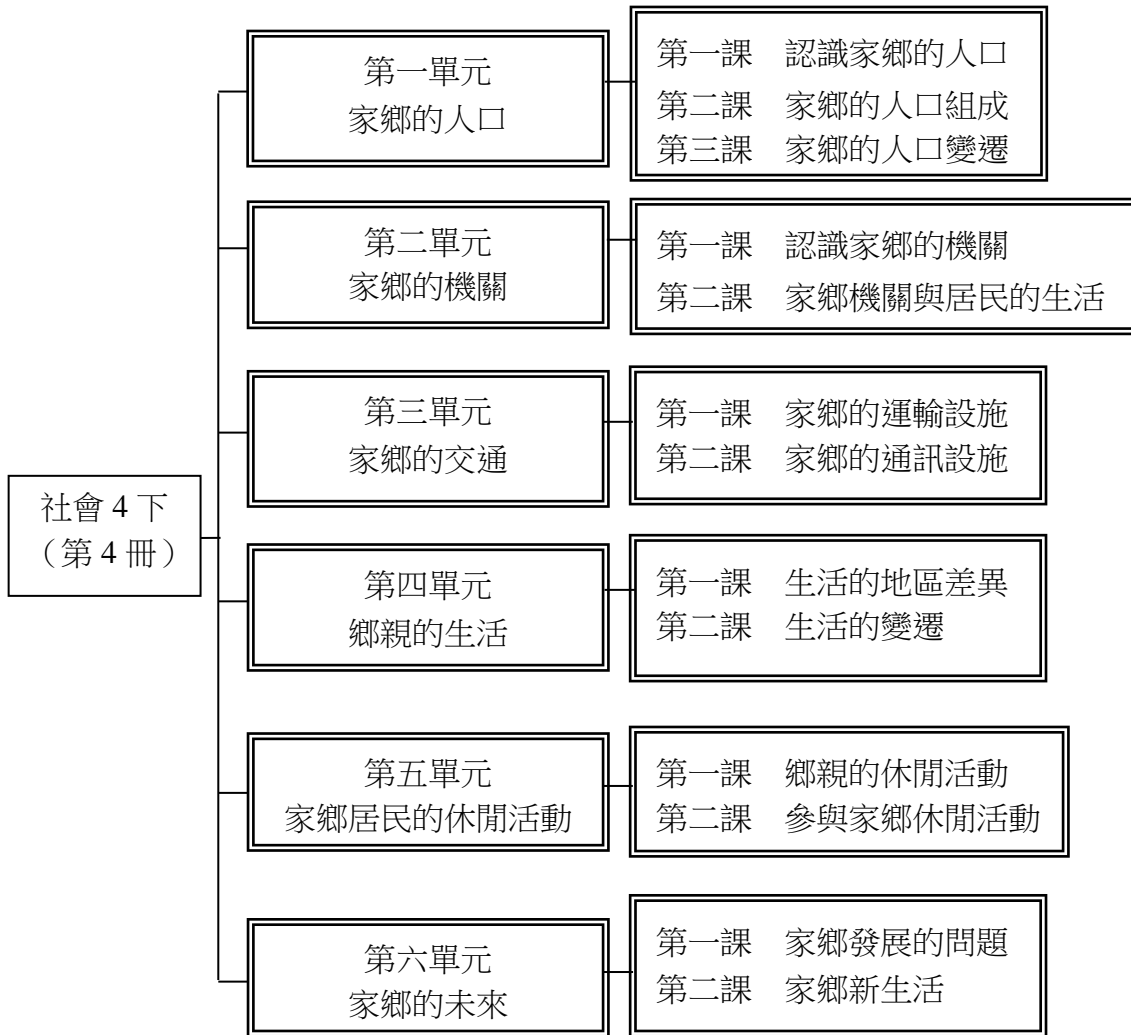 社會 4 下
（第 4 冊）
第一單元
家鄉的人口
第一課　認識家鄉的人口
第二課　家鄉的人口組成
第三課　家鄉的人口變遷
第二單元
家鄉的機關
第一課　認識家鄉的機關
第二課　家鄉機關與居民的生活
第三單元
家鄉的交通
第一課　家鄉的運輸設施
第二課　家鄉的通訊設施
第四單元
鄉親的生活
第一課　生活的地區差異
第二課　生活的變遷
第五單元
家鄉居民的休閒活動
第一課　鄉親的休閒活動
第二課　參與家鄉休閒活動
第六單元
家鄉的未來
第一課　家鄉發展的問題
第二課　家鄉新生活